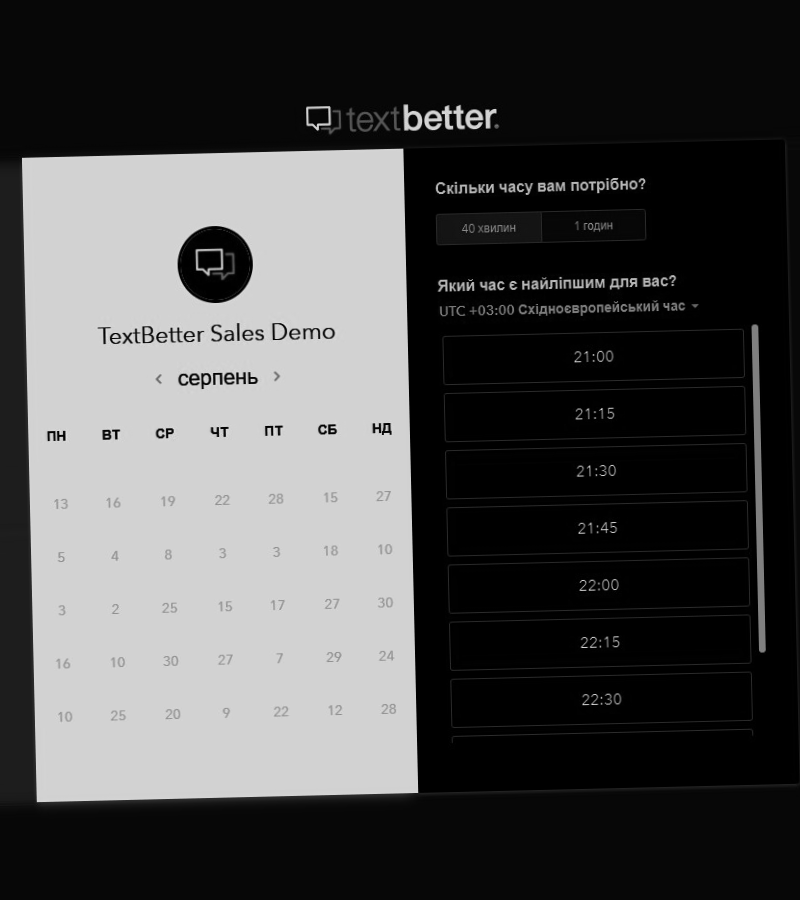 textbetter.
TextBetter Sales Demo
серпень
ПН ВТ СР ЧТ ПТ СБ НД
13 16 19 22 28 15 27
5 4 8 3 3 18 10
3 2 25 15 17 27 30
16 10 30 27 7 29 24
10 25 20 9 22 12 28
Скільки часу вам потрібно?
40 хвилин 1 годин
Який час є найліпшим для вас?
UTC +03:00 Східноєвропейський час
21:00
21:15
21:30
21:45
22:00
22:15
22:30